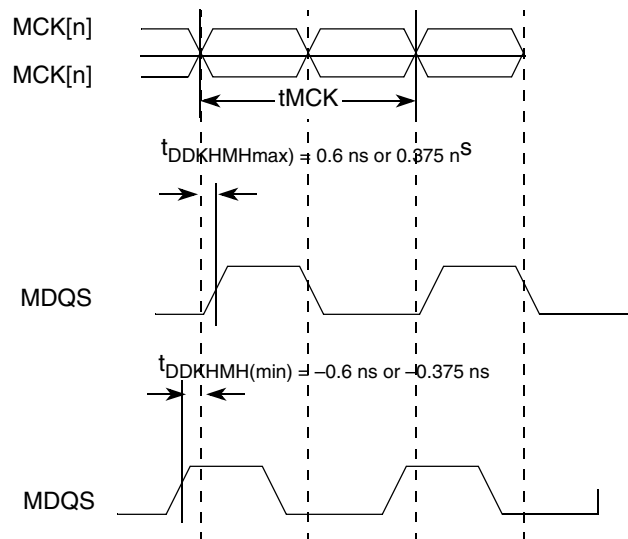 MCK[n]
MCK[n]
tMCK
tDDKHMHmax) = 0.6 ns or 0.375 ns
MDQS
tDDKHMH(min) = –0.6 ns or –0.375 ns
MDQS